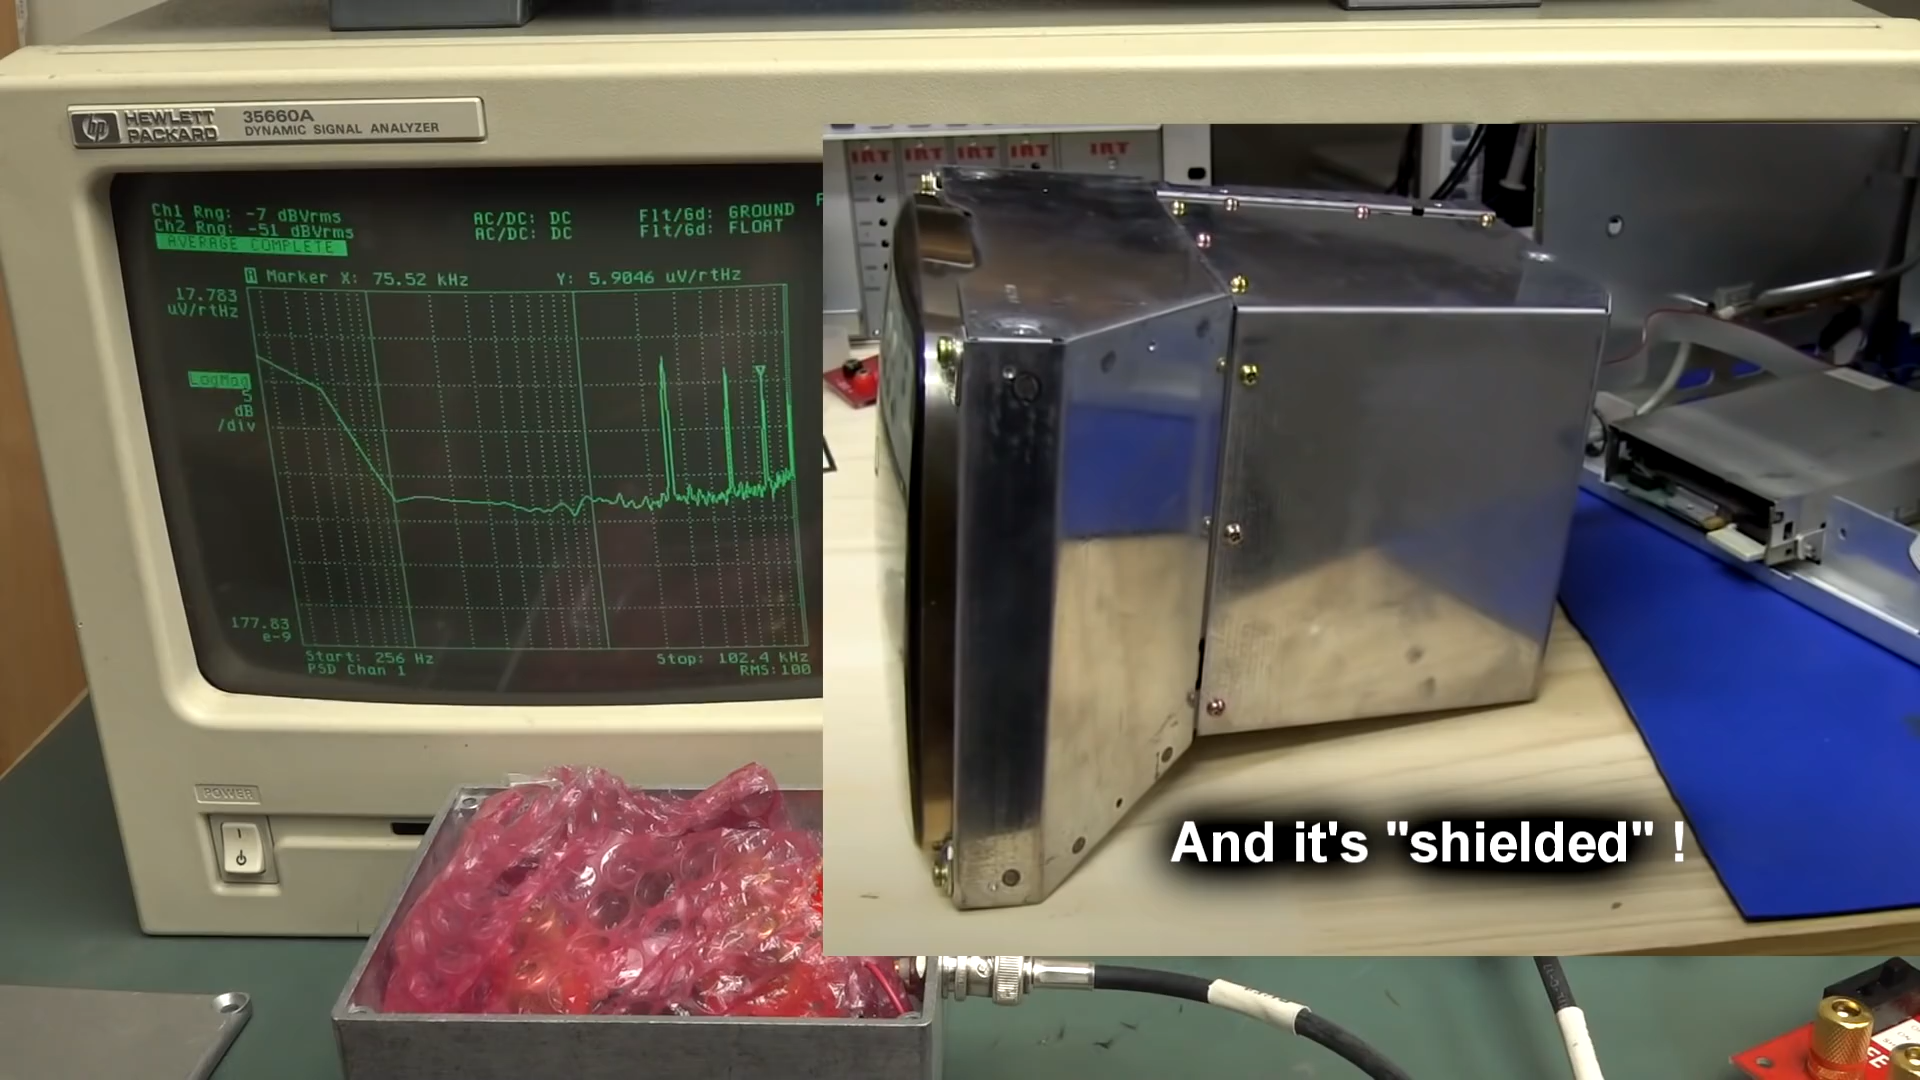 hp HEWLETT PACKARD
35660A
DYNAMIC SIGNAL ANALYZER
Ch1 Rng: -7 dBVrms AC/DC: DC Flt/Gd: GROUND
Ch2 Rng: -51 dBVrms AC/DC: DC Flt/Gd: FLOAT
AVERAGE COMPLETE
A Marker X: 75.52 kHz Y: 5.9046 uV/rtHz
17.783
uV/rtHz
LogMag
5
dB
/div
177.83
e-9
Start: 256 Hz Stop: 102.4 kHz
PSD Chan 1 RMS:100
POWER
IRT IRT IRT IRT IRT
And it's "shielded" !